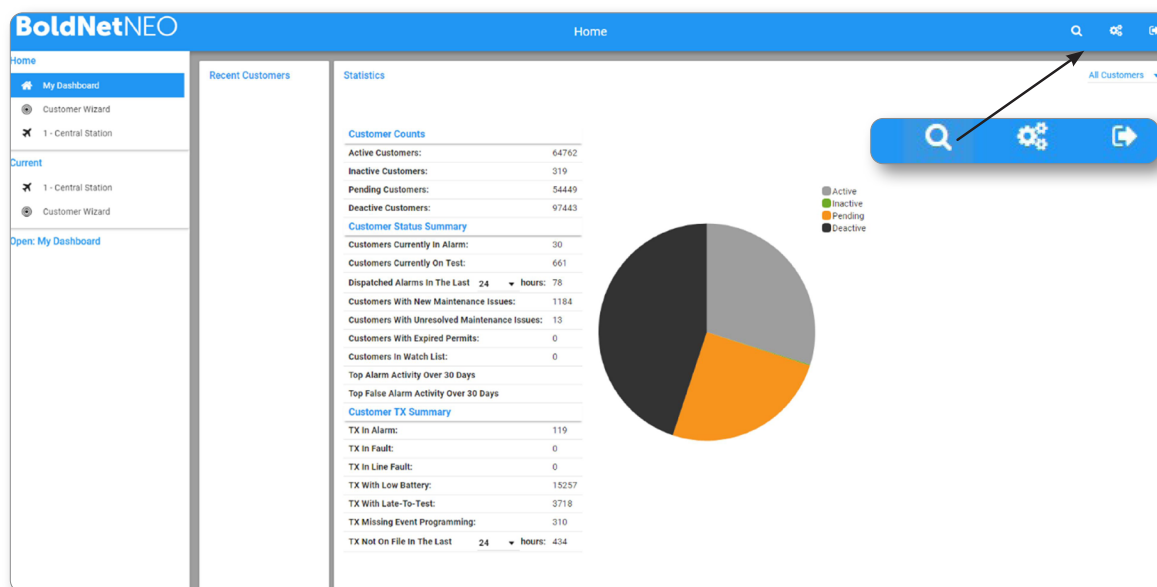 BoldNetNEO
Home
Home
My Dashboard
Customer Wizard
1 - Central Station
Current
1 - Central Station
Customer Wizard
Open: My Dashboard
Recent Customers
Statistics
All Customers
Customer Counts
Active Customers: 64762
Inactive Customers: 319
Pending Customers: 54449
Deactive Customers: 97443
Customer Status Summary
Customers Currently In Alarm: 30
Customers Currently On Test: 661
Dispatched Alarms In The Last 24 hours: 78
Customers With New Maintenance Issues: 1184
Customers With Unresolved Maintenance Issues: 13
Customers With Expired Permits: 0
Customers In Watch List: 0
Top Alarm Activity Over 30 Days
Top False Alarm Activity Over 30 Days
Customer TX Summary
TX In Alarm: 119
TX In Fault: 0
TX In Line Fault: 0
TX With Low Battery: 15257
TX With Late-To-Test: 3718
TX Missing Event Programming: 310
TX Not On File In The Last 24 hours: 434
Active
Inactive
Pending
Deactive